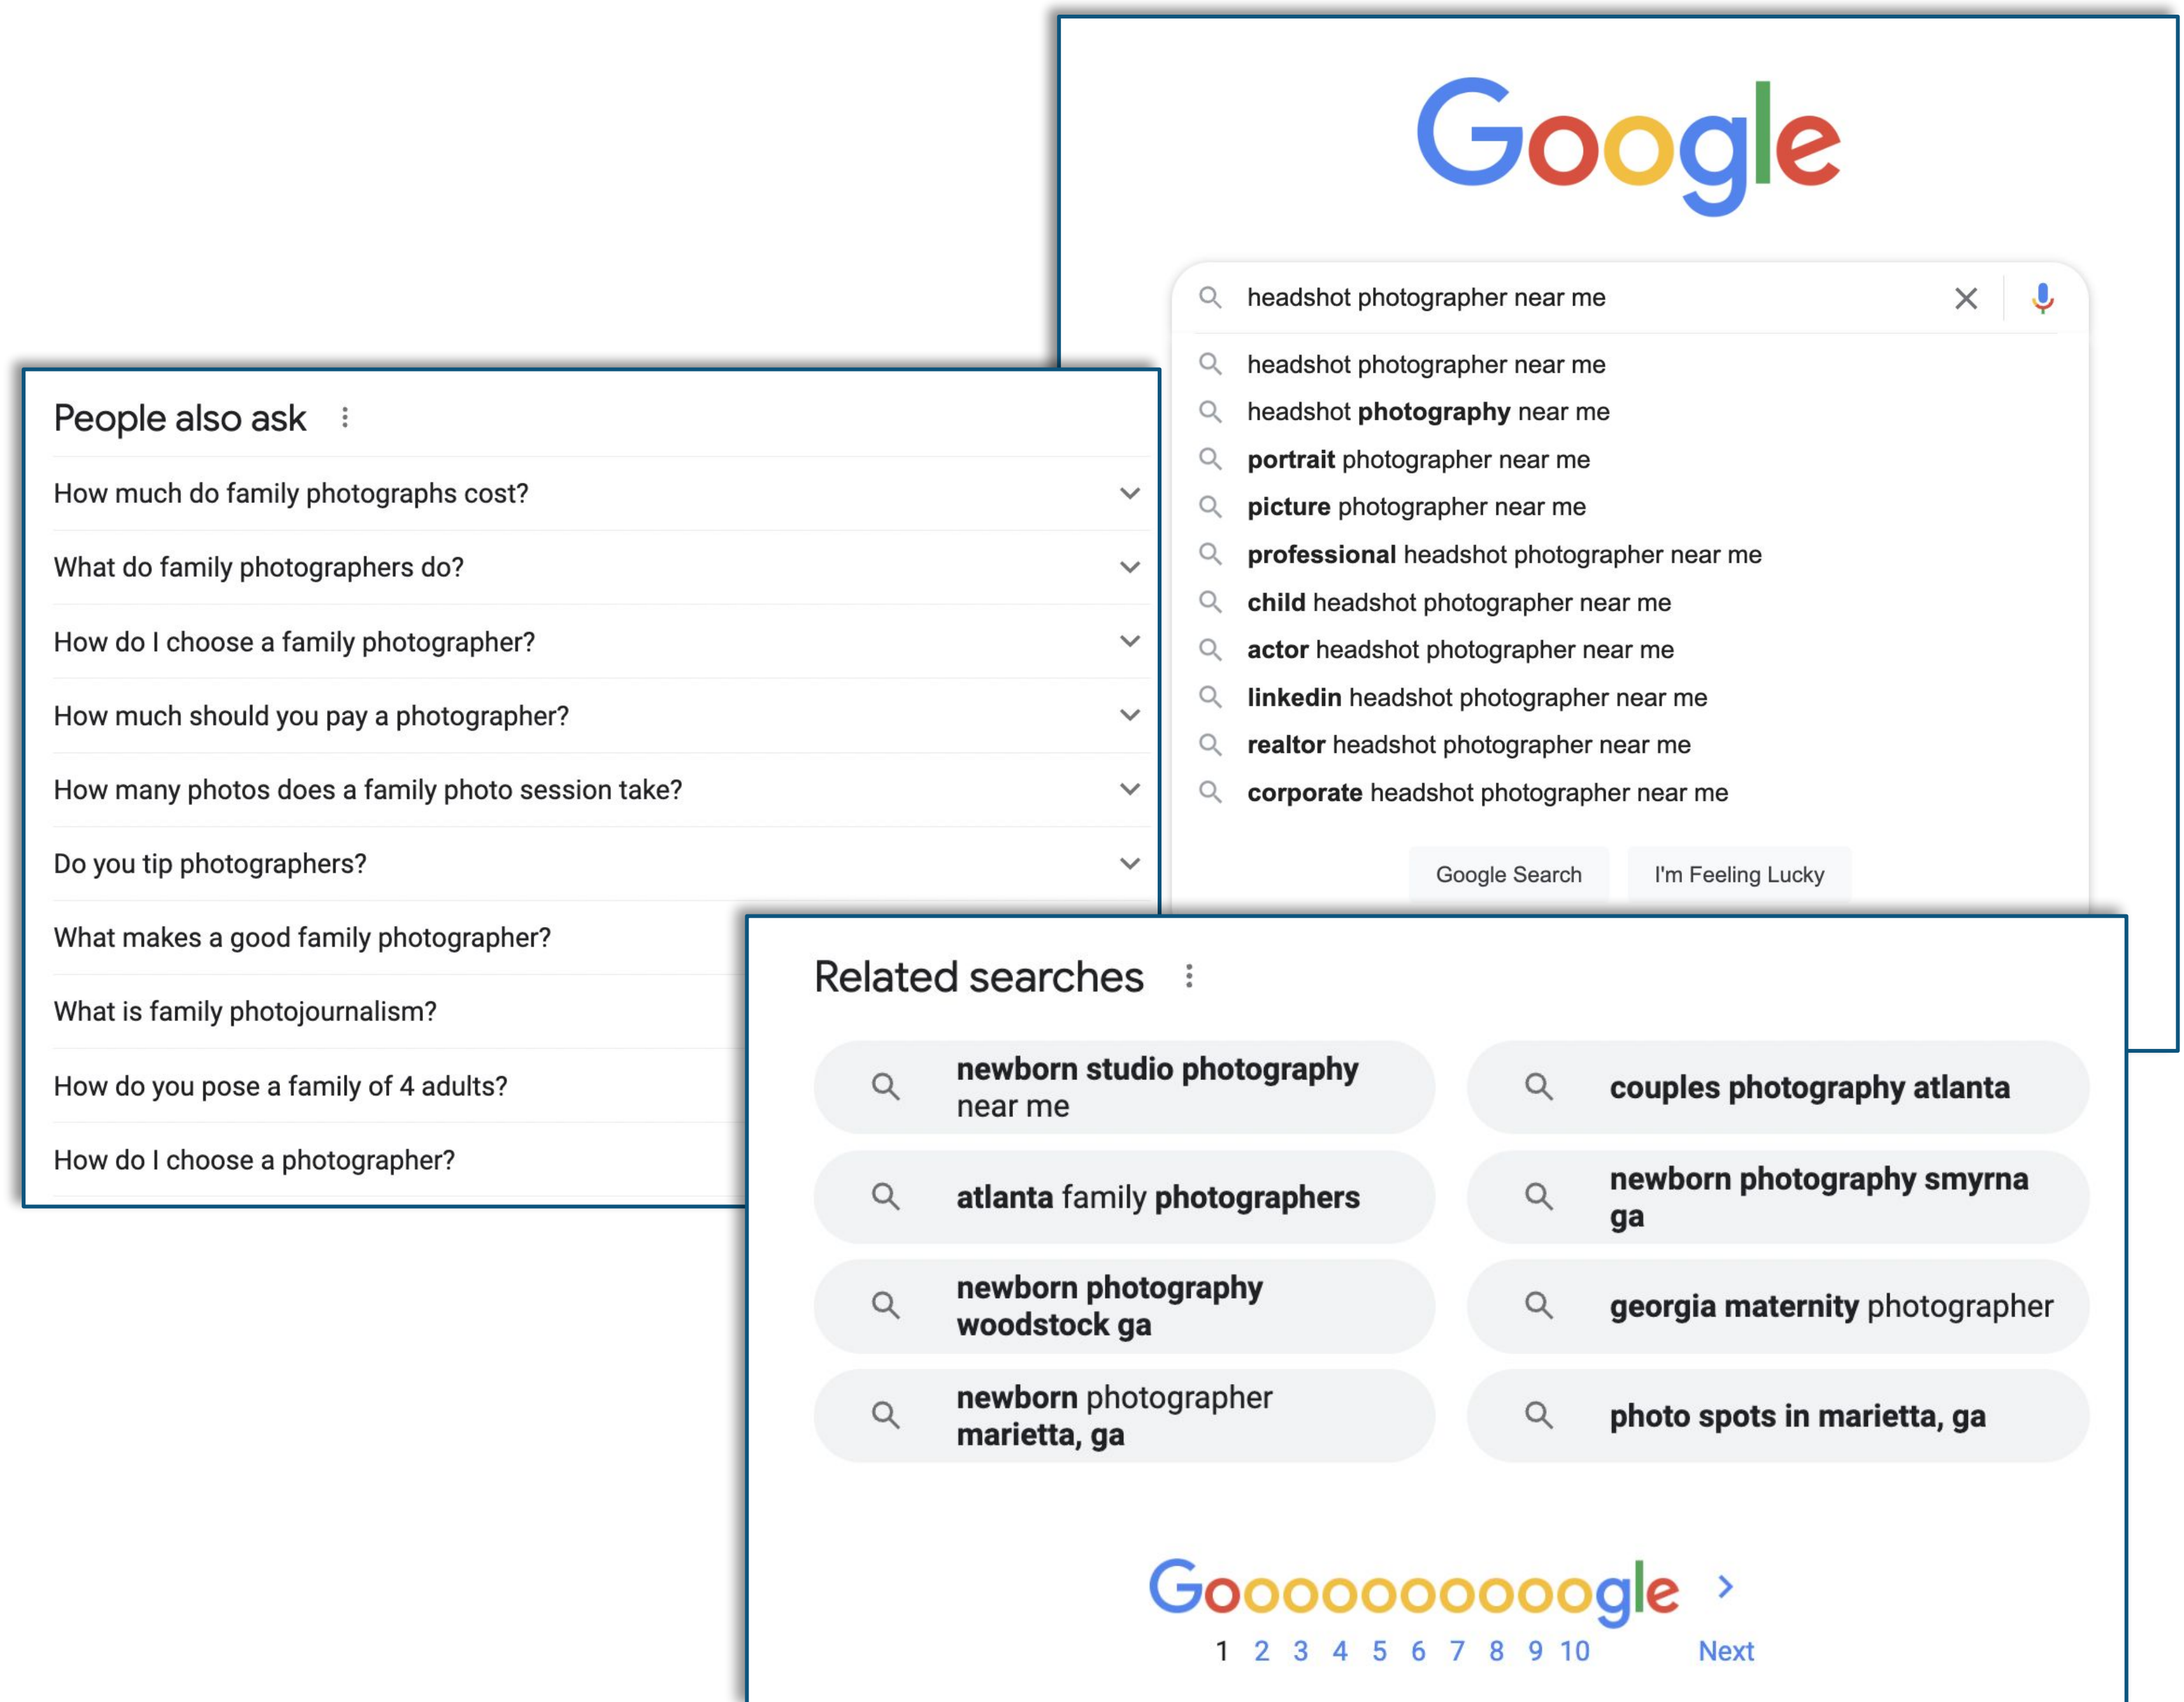 Google
headshot photographer near me
headshot photographer near me
headshot photography near me
portrait photographer near me
picture photographer near me
professional headshot photographer near me
child headshot photographer near me
actor headshot photographer near me
linkedin headshot photographer near me
realtor headshot photographer near me
corporate headshot photographer near me
Google Search
I'm Feeling Lucky
People also ask
How much do family photographs cost?
What do family photographers do?
How do I choose a family photographer?
How much should you pay a photographer?
How many photos does a family photo session take?
Do you tip photographers?
What makes a good family photographer?
What is family photojournalism?
How do you pose a family of 4 adults?
How do I choose a photographer?
Related searches
newborn studio photography
near me
couples photography atlanta
atlanta family photographers
newborn photography smyrna
ga
newborn photography
woodstock ga
georgia maternity photographer
newborn photographer
marietta, ga
photo spots in marietta, ga
Goooooooooogle
1 2 3 4 5 6 7 8 9 10 Next